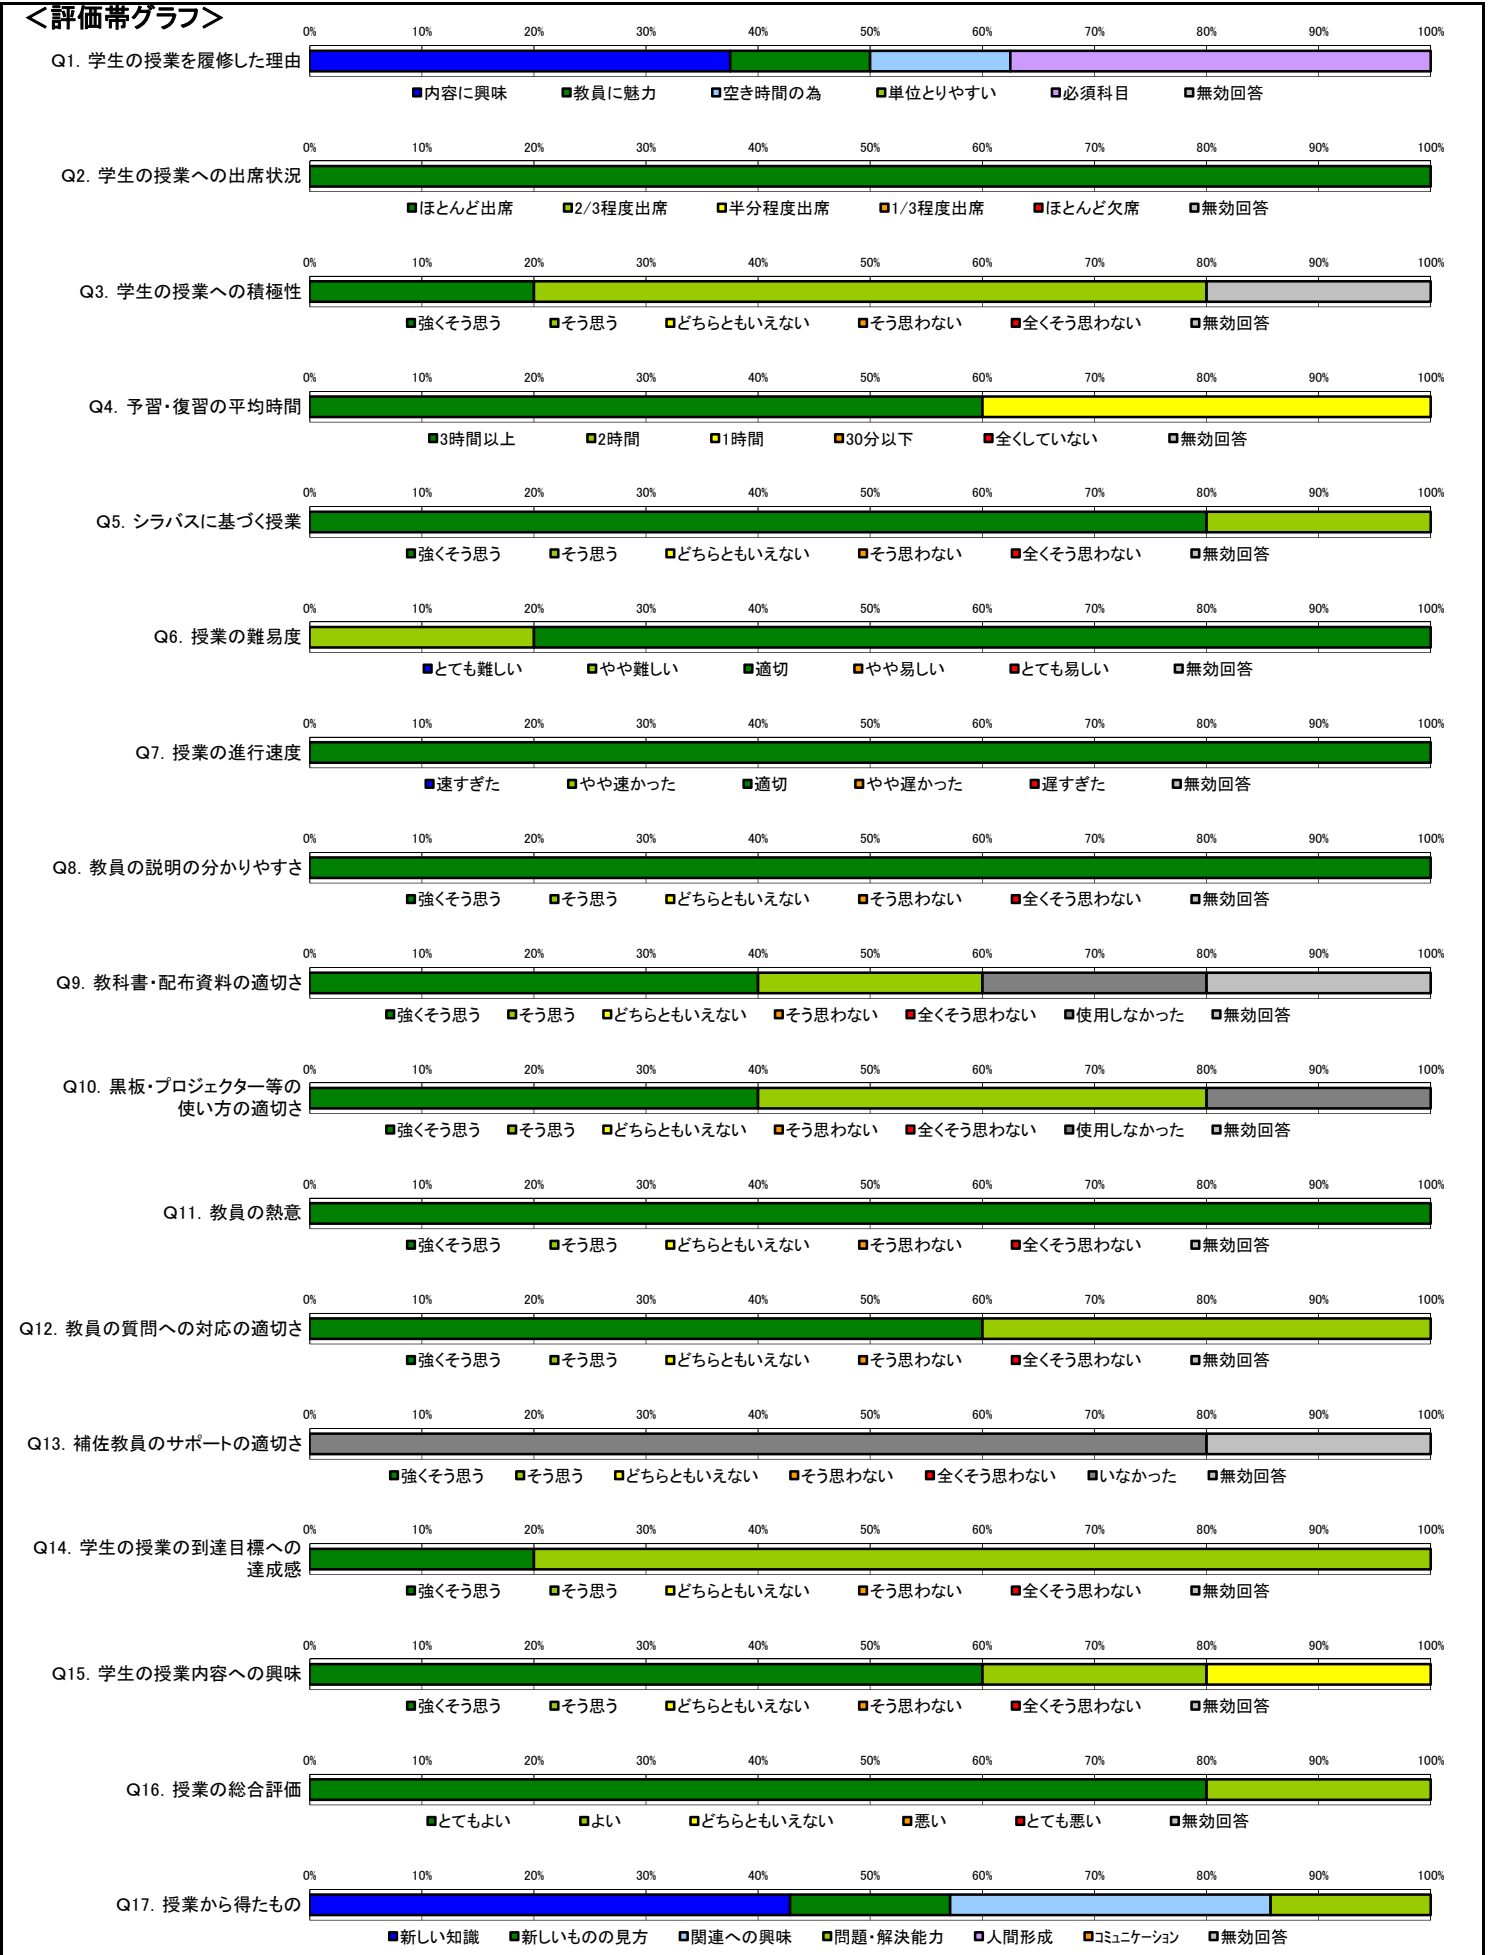 ＜評価帯グラフ＞
0% 10% 20% 30% 40% 50% 60% 70% 80% 90% 100%
Q1. 学生の授業を履修した理由
内容に興味 教員に魅力 空き時間の為 単位とりやすい 必須科目 無効回答
0% 10% 20% 30% 40% 50% 60% 70% 80% 90% 100%
Q2. 学生の授業への出席状況
ほとんど出席 2/3程度出席 半分程度出席 1/3程度出席 ほとんど欠席 無効回答
0% 10% 20% 30% 40% 50% 60% 70% 80% 90% 100%
Q3. 学生の授業への積極性
強くそう思う そう思う どちらともいえない そう思わない 全くそう思わない 無効回答
0% 10% 20% 30% 40% 50% 60% 70% 80% 90% 100%
Q4. 予習・復習の平均時間
3時間以上 2時間 1時間 30分以下 全くしていない 無効回答
0% 10% 20% 30% 40% 50% 60% 70% 80% 90% 100%
Q5. シラバスに基づく授業
強くそう思う そう思う どちらともいえない そう思わない 全くそう思わない 無効回答
0% 10% 20% 30% 40% 50% 60% 70% 80% 90% 100%
Q6. 授業の難易度
とても難しい やや難しい 適切 やや易しい とても易しい 無効回答
0% 10% 20% 30% 40% 50% 60% 70% 80% 90% 100%
Q7. 授業の進行速度
速すぎた やや速かった 適切 やや遅かった 遅すぎた 無効回答
0% 10% 20% 30% 40% 50% 60% 70% 80% 90% 100%
Q8. 教員の説明の分かりやすさ
強くそう思う そう思う どちらともいえない そう思わない 全くそう思わない 無効回答
0% 10% 20% 30% 40% 50% 60% 70% 80% 90% 100%
Q9. 教科書・配布資料の適切さ
強くそう思う そう思う どちらともいえない そう思わない 全くそう思わない 使用しなかった 無効回答
0% 10% 20% 30% 40% 50% 60% 70% 80% 90% 100%
Q10. 黒板・プロジェクター等の
使い方の適切さ
強くそう思う そう思う どちらともいえない そう思わない 全くそう思わない 使用しなかった 無効回答
0% 10% 20% 30% 40% 50% 60% 70% 80% 90% 100%
Q11. 教員の熱意
強くそう思う そう思う どちらともいえない そう思わない 全くそう思わない 無効回答
0% 10% 20% 30% 40% 50% 60% 70% 80% 90% 100%
Q12. 教員の質問への対応の適切さ
強くそう思う そう思う どちらともいえない そう思わない 全くそう思わない 無効回答
0% 10% 20% 30% 40% 50% 60% 70% 80% 90% 100%
Q13. 補佐教員のサポートの適切さ
強くそう思う そう思う どちらともいえない そう思わない 全くそう思わない いなかった 無効回答
0% 10% 20% 30% 40% 50% 60% 70% 80% 90% 100%
Q14. 学生の授業の到達目標への
達成感
強くそう思う そう思う どちらともいえない そう思わない 全くそう思わない 無効回答
0% 10% 20% 30% 40% 50% 60% 70% 80% 90% 100%
Q15. 学生の授業内容への興味
強くそう思う そう思う どちらともいえない そう思わない 全くそう思わない 無効回答
0% 10% 20% 30% 40% 50% 60% 70% 80% 90% 100%
Q16. 授業の総合評価
とてもよい よい どちらともいえない 悪い とても悪い 無効回答
0% 10% 20% 30% 40% 50% 60% 70% 80% 90% 100%
Q17. 授業から得たもの
新しい知識 新しいものの見方 関連への興味 問題・解決能力 人間形成 コミュニケーション 無効回答